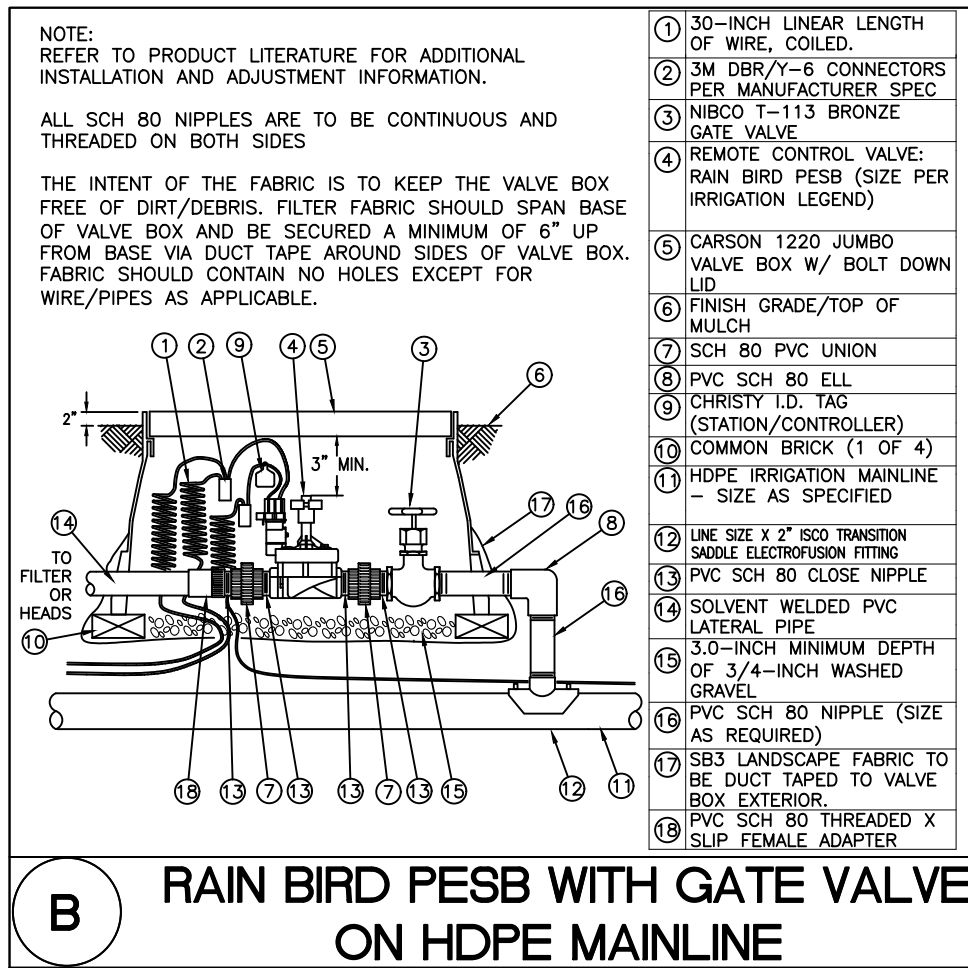 NOTE:
REFER TO PRODUCT LITERATURE FOR ADDITIONAL
INSTALLATION AND ADJUSTMENT INFORMATION.
ALL SCH 80 NIPPLES ARE TO BE CONTINUOUS AND
THREADED ON BOTH SIDES
THE INTENT OF THE FABRIC IS TO KEEP THE VALVE BOX
FREE OF DIRT/DEBRIS. FILTER FABRIC SHOULD SPAN BASE
OF VALVE BOX AND BE SECURED A MINIMUM OF 6" UP
FROM BASE VIA DUCT TAPE AROUND SIDES OF VALVE BOX.
FABRIC SHOULD CONTAIN NO HOLES EXCEPT FOR
WIRE/PIPES AS APPLICABLE.
1 2 9 4 5 3
6
2"
3" MIN.
17 16 8
14
TO
FILTER
OR
HEADS
16
10
18 13 7 13 13 7 13 15 12 11
1 30-INCH LINEAR LENGTH
OF WIRE, COILED.
2 3M DBR/Y-6 CONNECTORS
PER MANUFACTURER SPEC
3 NIBCO T-113 BRONZE
GATE VALVE
4 REMOTE CONTROL VALVE:
RAIN BIRD PESB (SIZE PER
IRRIGATION LEGEND)
5 CARSON 1220 JUMBO
VALVE BOX W/ BOLT DOWN
LID
6 FINISH GRADE/TOP OF
MULCH
7 SCH 80 PVC UNION
8 PVC SCH 80 ELL
9 CHRISTY I.D. TAG
(STATION/CONTROLLER)
10 COMMON BRICK (1 OF 4)
11 HDPE IRRIGATION MAINLINE
- SIZE AS SPECIFIED
12 LINE SIZE X 2" ISCO TRANSITION
SADDLE ELECTROFUSION FITTING
13 PVC SCH 80 CLOSE NIPPLE
14 SOLVENT WELDED PVC
LATERAL PIPE
15 3.0-INCH MINIMUM DEPTH
OF 3/4-INCH WASHED
GRAVEL
16 PVC SCH 80 NIPPLE (SIZE
AS REQUIRED)
17 SB3 LANDSCAPE FABRIC TO
BE DUCT TAPED TO VALVE
BOX EXTERIOR.
18 PVC SCH 80 THREADED X
SLIP FEMALE ADAPTER
B
RAIN BIRD PESB WITH GATE VALVE
ON HDPE MAINLINE